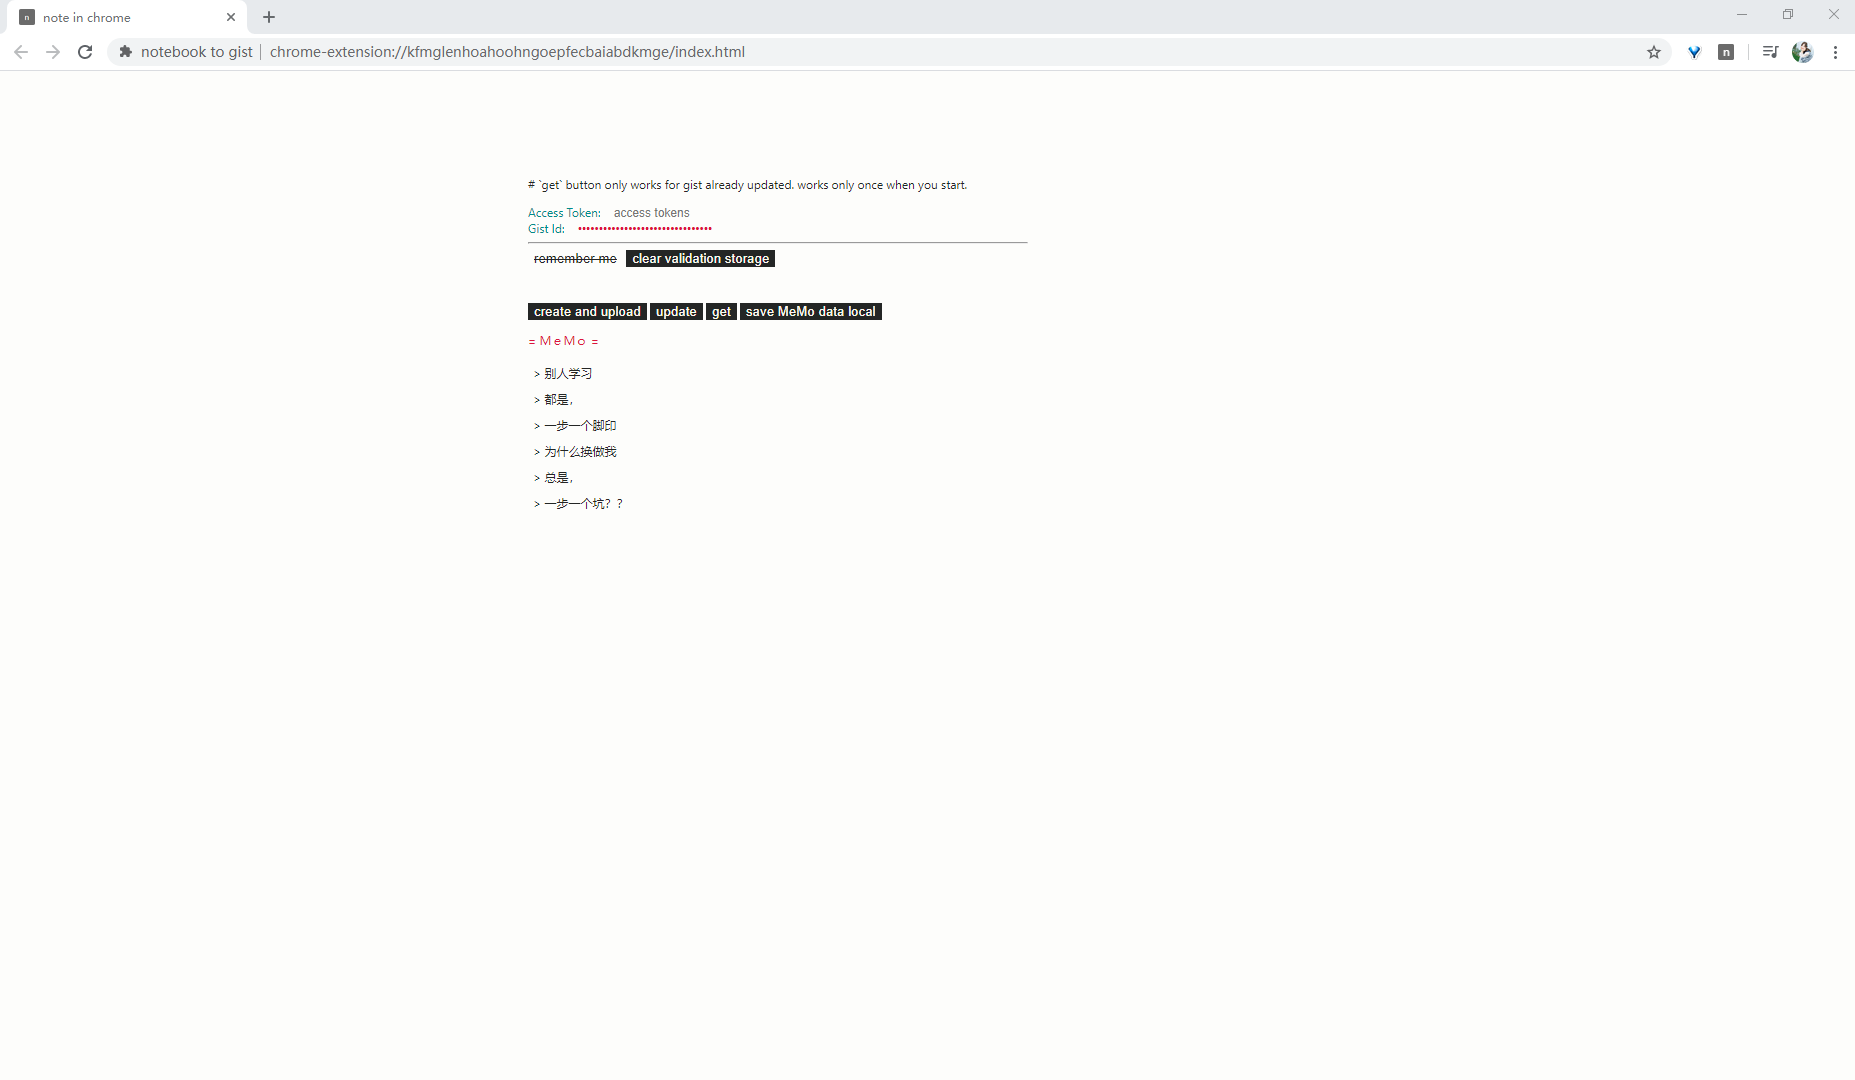 note in chrome
notebook to gist | chrome-extension://kfmglenhoahoohngoepfecbaiabdkmge/index.html
# `get` button only works for gist already updated. works only once when you start.
Access Token: access tokens
Gist Id: ••••••••••••••••••••••••••••••••
remember me clear validation storage
create and upload update get save MeMo data local
= M e M o =
> 别人学习
> 都是，
> 一步一个脚印
> 为什么换做我
> 总是，
> 一步一个坑？？